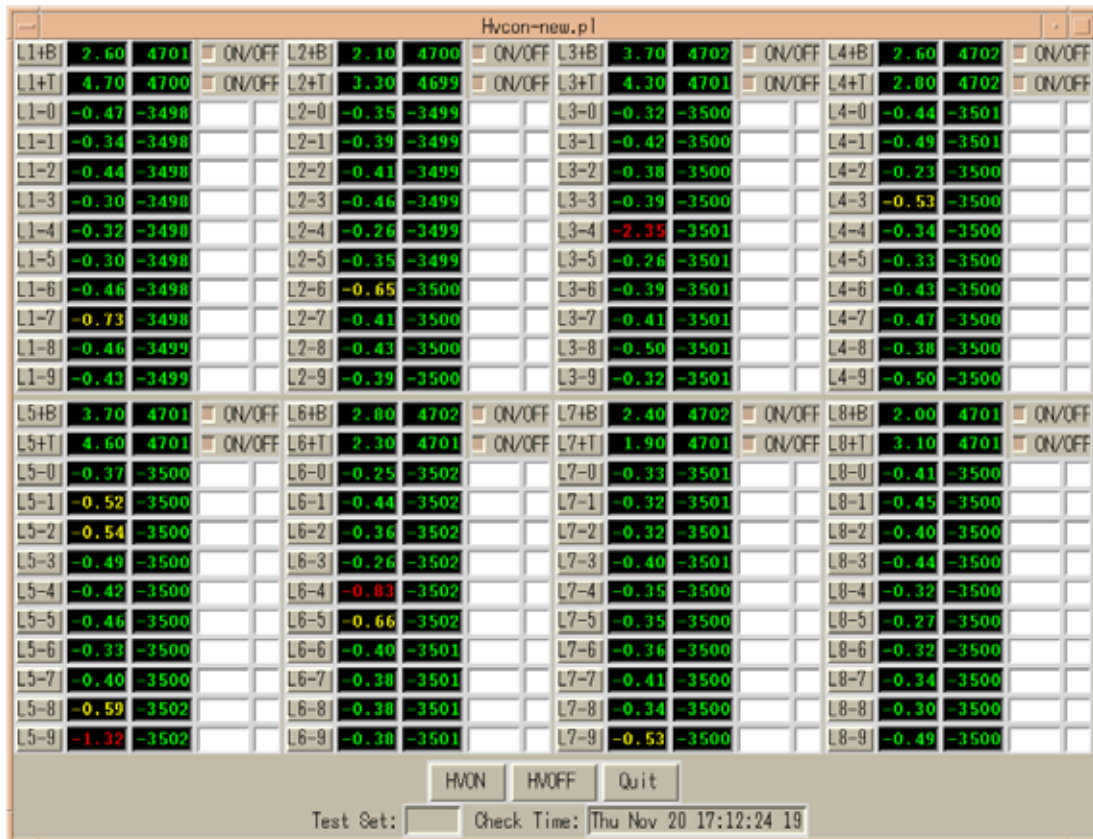 Hvcon-new.pl
L1+B 2.60 4701 ON/OFF L2+B 2.10 4700 ON/OFF L3+B 3.70 4702 ON/OFF L4+B 2.60 4702 ON/OFF
L1+T 4.70 4700 ON/OFF L2+T 3.30 4699 ON/OFF L3+T 4.30 4701 ON/OFF L4+T 2.80 4702 ON/OFF
L1-0 -0.47 -3498 L2-0 -0.35 -3499 L3-0 -0.32 -3500 L4-0 -0.44 -3501
L1-1 -0.34 -3498 L2-1 -0.39 -3499 L3-1 -0.42 -3500 L4-1 -0.49 -3501
L1-2 -0.44 -3498 L2-2 -0.41 -3499 L3-2 -0.38 -3500 L4-2 -0.23 -3500
L1-3 -0.30 -3498 L2-3 -0.46 -3499 L3-3 -0.39 -3500 L4-3 -0.53 -3500
L1-4 -0.32 -3498 L2-4 -0.26 -3499 L3-4 -2.35 -3501 L4-4 -0.34 -3500
L1-5 -0.30 -3498 L2-5 -0.35 -3499 L3-5 -0.26 -3501 L4-5 -0.33 -3500
L1-6 -0.46 -3498 L2-6 -0.65 -3500 L3-6 -0.39 -3501 L4-6 -0.43 -3500
L1-7 -0.73 -3498 L2-7 -0.41 -3500 L3-7 -0.41 -3501 L4-7 -0.47 -3500
L1-8 -0.46 -3499 L2-8 -0.43 -3500 L3-8 -0.50 -3501 L4-8 -0.38 -3500
L1-9 -0.43 -3499 L2-9 -0.39 -3500 L3-9 -0.32 -3501 L4-9 -0.50 -3500
L5+B 3.70 4701 ON/OFF L6+B 2.80 4702 ON/OFF L7+B 2.40 4702 ON/OFF L8+B 2.00 4701 ON/OFF
L5+T 4.60 4701 ON/OFF L6+T 2.30 4701 ON/OFF L7+T 1.90 4701 ON/OFF L8+T 3.10 4701 ON/OFF
L5-0 -0.37 -3500 L6-0 -0.25 -3502 L7-0 -0.33 -3501 L8-0 -0.41 -3500
L5-1 -0.52 -3500 L6-1 -0.44 -3502 L7-1 -0.32 -3501 L8-1 -0.45 -3500
L5-2 -0.54 -3500 L6-2 -0.36 -3502 L7-2 -0.32 -3501 L8-2 -0.40 -3500
L5-3 -0.49 -3500 L6-3 -0.26 -3502 L7-3 -0.40 -3501 L8-3 -0.44 -3500
L5-4 -0.42 -3500 L6-4 -0.83 -3502 L7-4 -0.35 -3500 L8-4 -0.32 -3500
L5-5 -0.46 -3500 L6-5 -0.66 -3502 L7-5 -0.35 -3500 L8-5 -0.27 -3500
L5-6 -0.33 -3500 L6-6 -0.40 -3501 L7-6 -0.36 -3500 L8-6 -0.32 -3500
L5-7 -0.40 -3500 L6-7 -0.38 -3501 L7-7 -0.41 -3500 L8-7 -0.34 -3500
L5-8 -0.59 -3502 L6-8 -0.38 -3501 L7-8 -0.34 -3500 L8-8 -0.30 -3500
L5-9 -1.32 -3502 L6-9 -0.38 -3501 L7-9 -0.53 -3500 L8-9 -0.49 -3500
HVON HVOFF Quit
Test Set: Check Time: Thu Nov 20 17:12:24 19